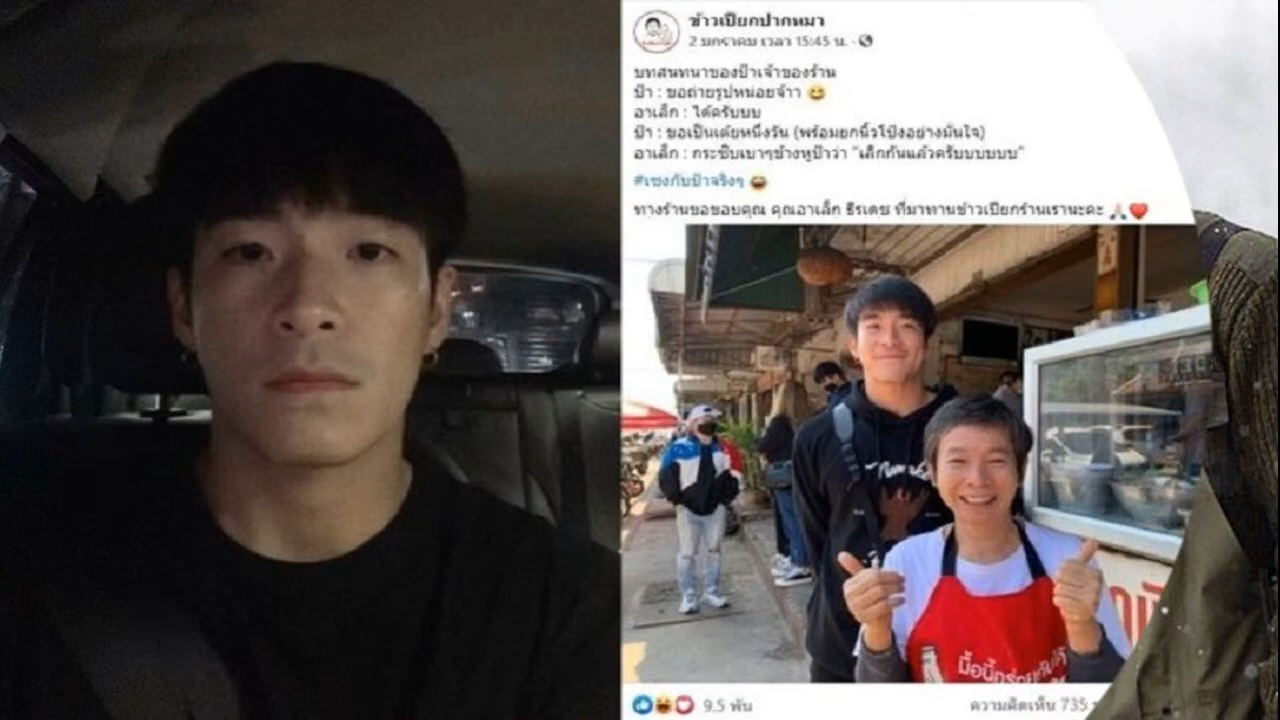 ข้าวเปียกปากหมา
2 มกราคม เวลา 15:45 น.
บทสนทนาของป๊าเจ้าของร้าน
ป๊า : ขอถ่ายรูปหน่อยจ้าา 😄
อาเล็ก : ได้ครับบบ
ป๊า : ขอเป็นเต้ยหนึ่งวัน (พร้อมยกนิ้วโป้งอย่างมั่นใจ)
อาเล็ก : กระซิบเบาๆข้างหูป๊าว่า "เลิกกันแล้วครับบบบบบ"
#เซงกับป๊าจริงๆ 😂
ทางร้านขอขอบคุณ คุณอาเล็ก ธีรเดช ที่มาทานข้าวเปียกร้านเรานะคะ 🙏🏻❤️
มื้อนี้อร่อย
9.5 พัน
ความคิดเห็น 735